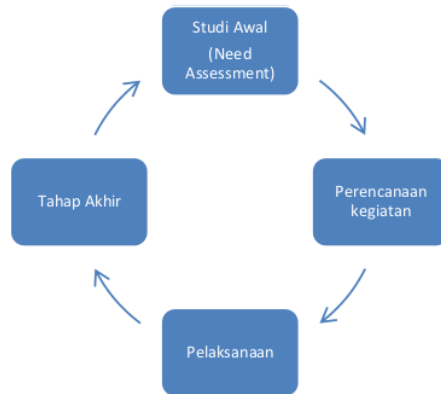 Studi Awal
(Need
Assessment)
Perencanaan
kegiatan
Pelaksanaan
Tahap Akhir